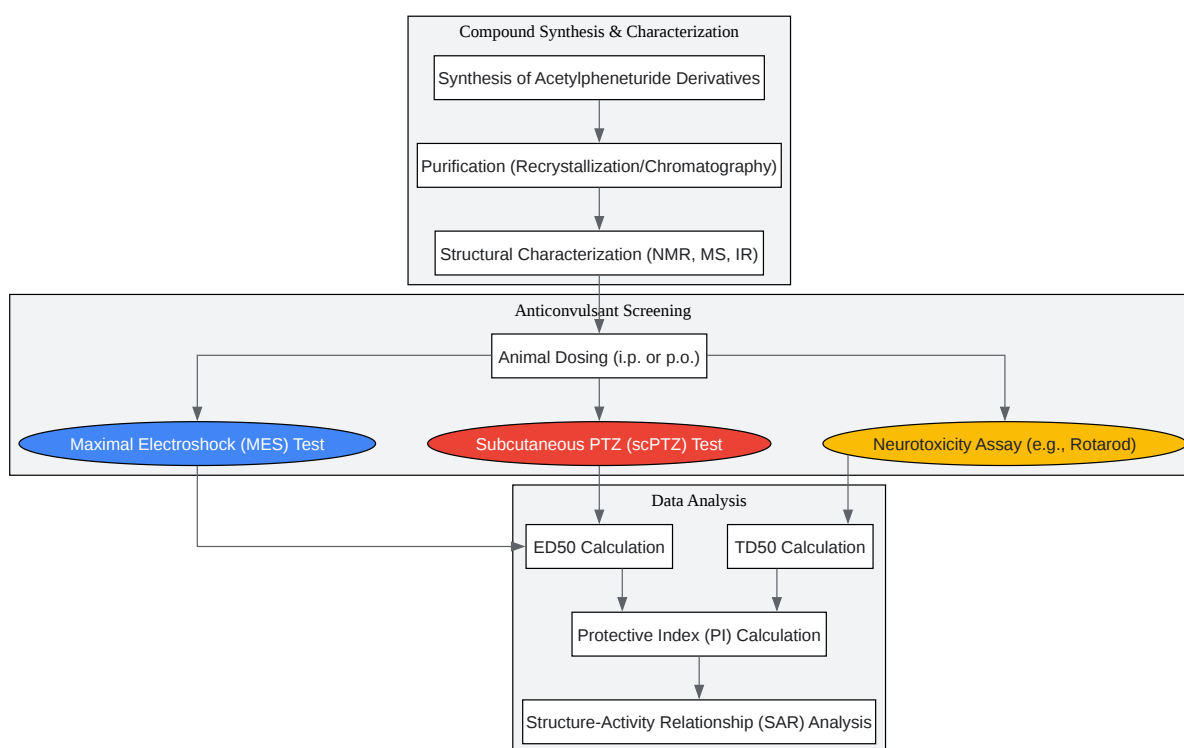 Compound Synthesis & Characterization
Synthesis of Acetylpheneturide Derivatives
Purification (Recrystallization/Chromatography)
Structural Characterization (NMR, MS, IR)
Anticonvulsant Screening
Animal Dosing (i.p. or p.o.)
Maximal Electroshock (MES) Test
Subcutaneous PTZ (scPTZ) Test
Neurotoxicity Assay (e.g., Rotarod)
Data Analysis
ED50 Calculation
TD50 Calculation
Protective Index (PI) Calculation
Structure-Activity Relationship (SAR) Analysis